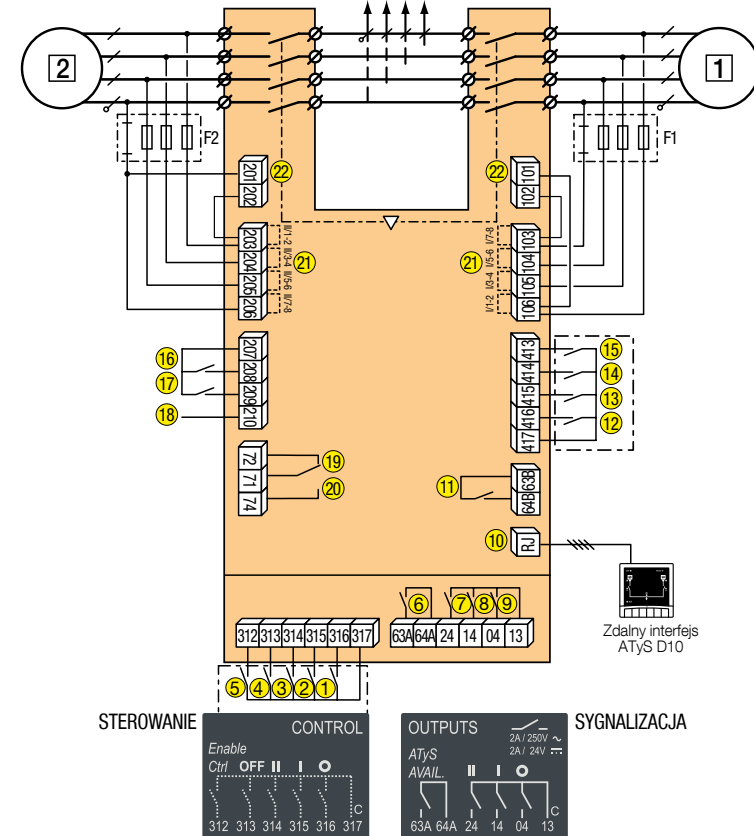 2
1
F2
F1
201
202
22
22
101
102
203
204
205
206
II/1-2
II/3-4
II/5-6
II/7-8
21
21
I/7-8
I/5-6
I/3-4
I/1-2
103
104
105
106
16
17
18
207
208
209
210
413
414
415
416
417
15
14
13
12
72
71
74
19
20
11
63B
64B
10
RJ
Zdalny interfejs
ATyS D10
6
7
8
9
312 313 314 315 316 317
63A 64A 24 14 04 13
5 4 3 2 1
STEROWANIE
CONTROL
Enable
Ctrl OFF II I O
C
312 313 314 315 316 317
OUTPUTS
2A / 250V ~
2A / 24V ⎓
ATyS
AVAIL. II I O
C
63A 64A 24 14 04 13
SYGNALIZACJA